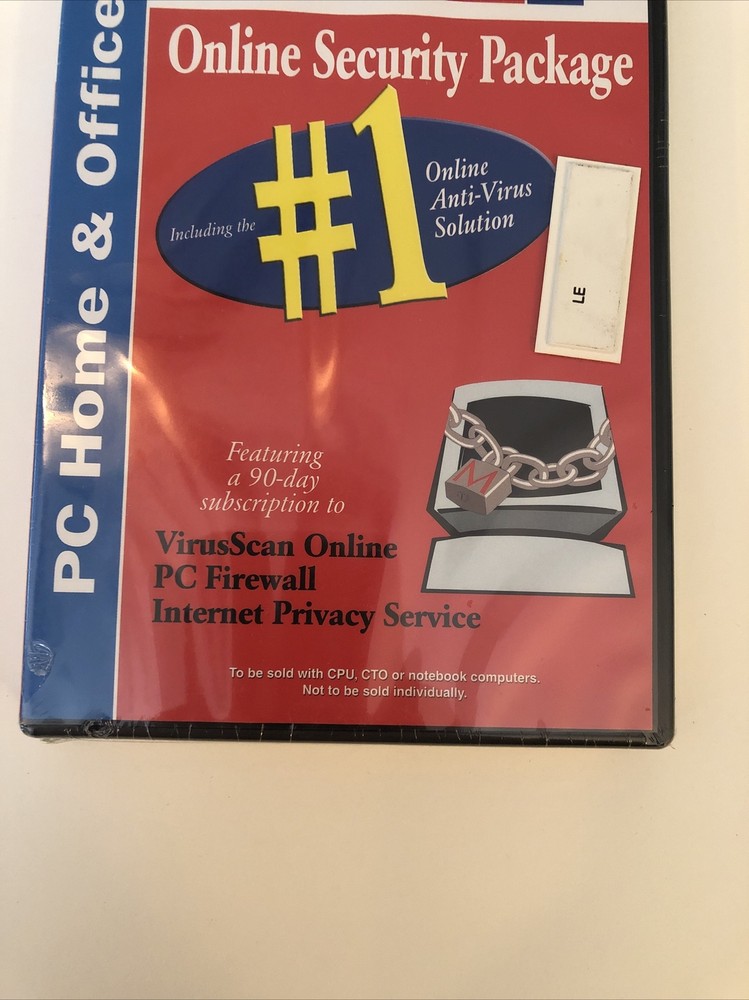 Online Security Package
PC Home & Office
Including the
#1
Online
Anti-Virus
Solution
LE
M
Featuring
a 90-day
subscription to
VirusScan Online
PC Firewall
Internet Privacy Service
To be sold with CPU, CTO or notebook computers.
Not to be sold individually.